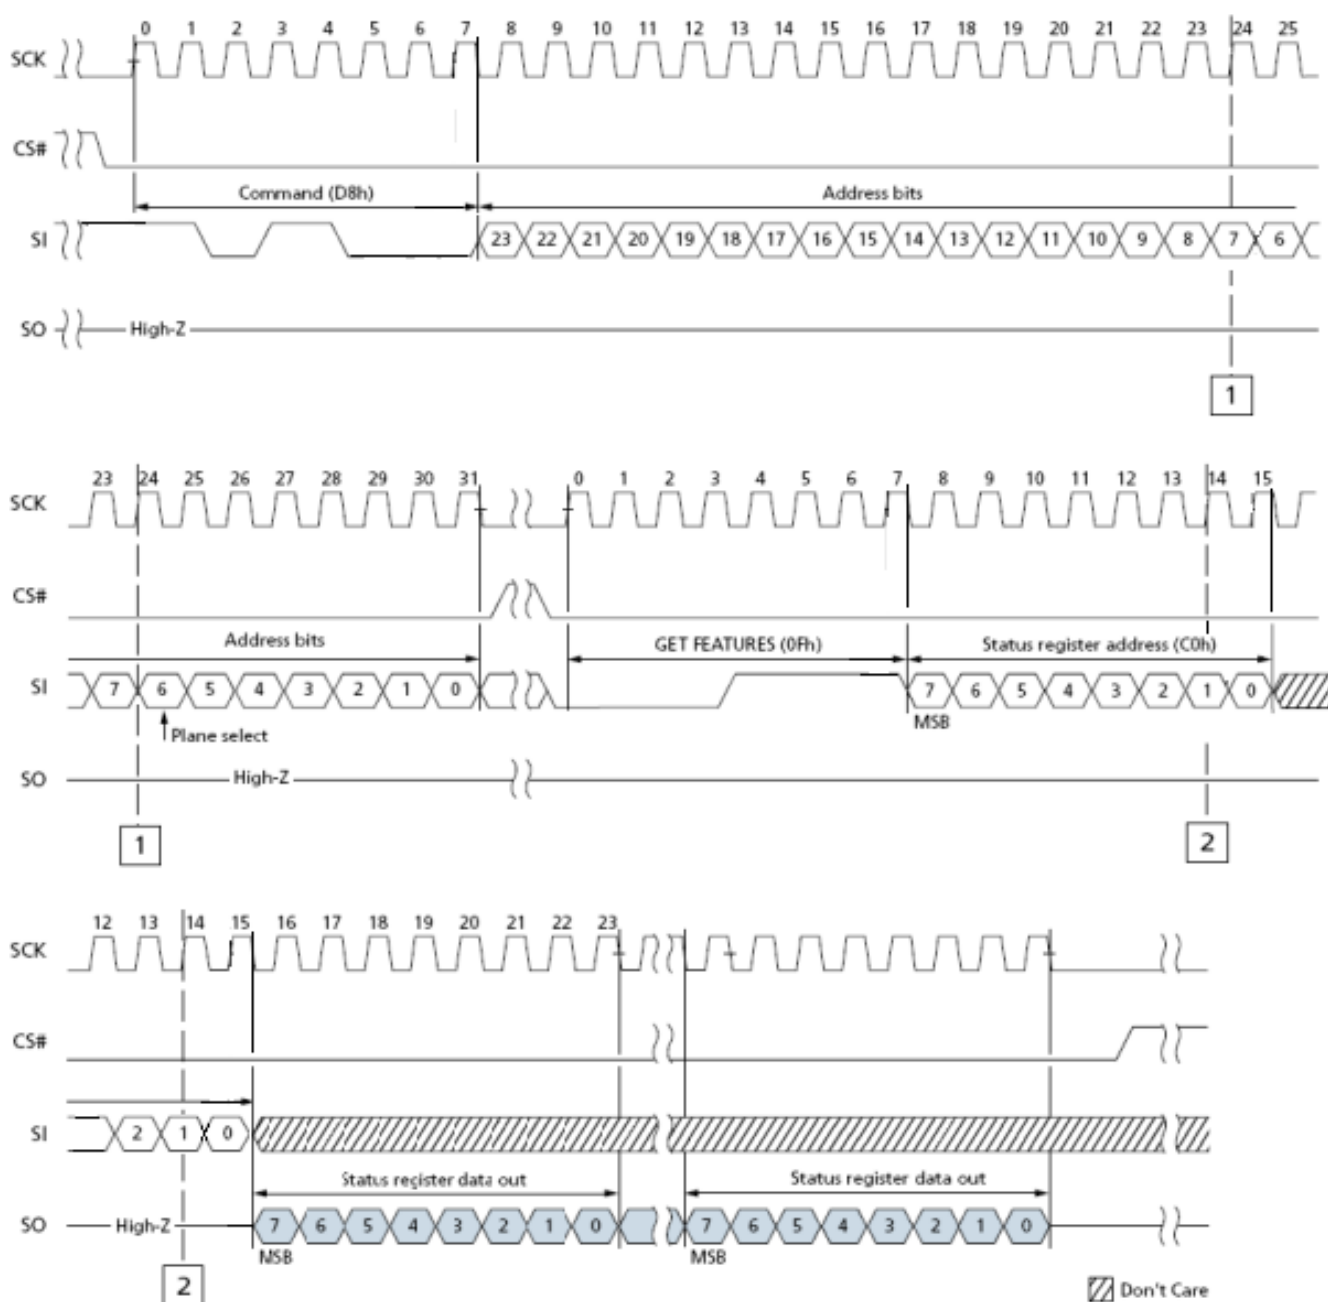 0 1 2 3 4 5 6 7 8 9 10 11 12 13 14 15 16 17 18 19 20 21 22 23 24 25
SCK
CS#
Command (D8h) Address bits
SI 23 22 21 20 19 18 17 16 15 14 13 12 11 10 9 8 7 6
SO High-Z
1
23 24 25 26 27 28 29 30 31 0 1 2 3 4 5 6 7 8 9 10 11 12 13 14 15
SCK
CS#
Address bits GET FEATURES (0Fh) Status register address (C0h)
SI 7 6 5 4 3 2 1 0 7 6 5 4 3 2 1 0
Plane select MSB
SO High-Z
1 2
12 13 14 15 16 17 18 19 20 21 22 23
SCK
CS#
SI 2 1 0
Status register data out Status register data out
SO High-Z 7 6 5 4 3 2 1 0 7 6 5 4 3 2 1 0
MSB MSB
2
Don't Care